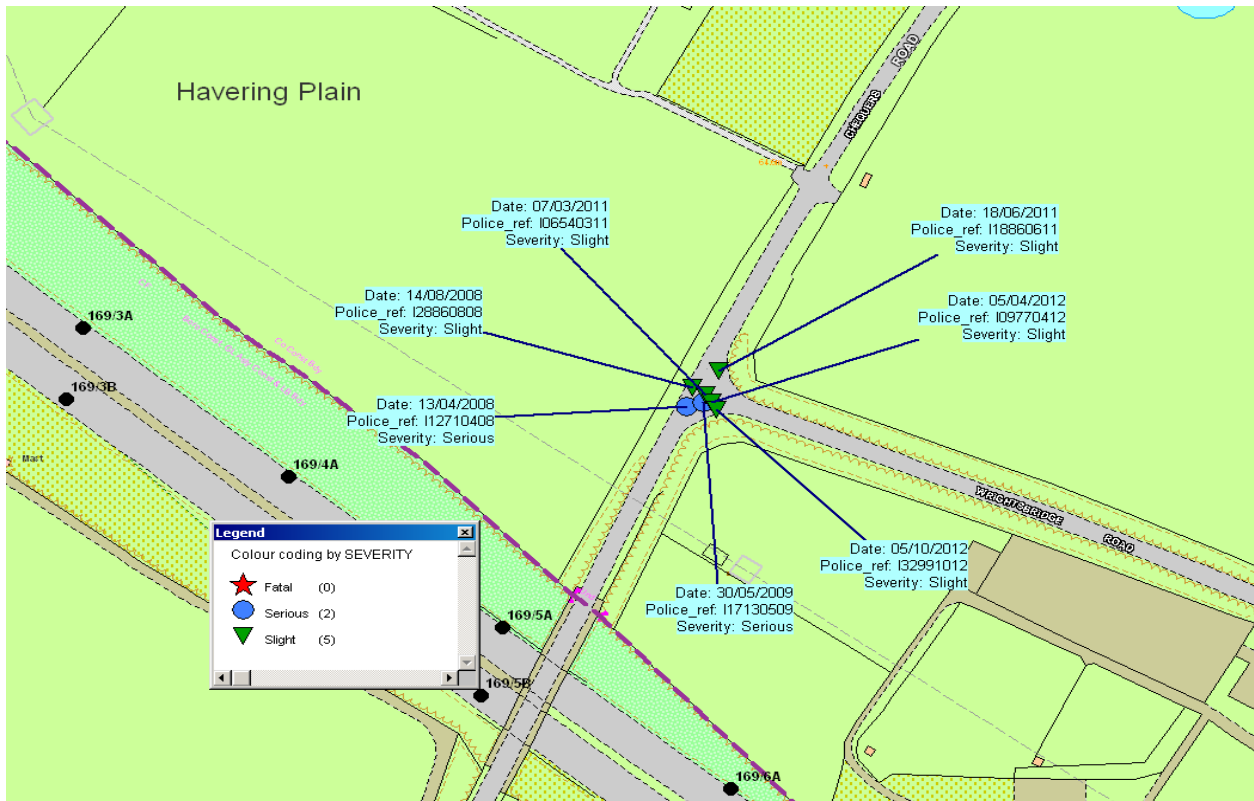 ROAD
CHEQUERS
Havering Plain
Date: 07/03/2011
Police_ref: I06540311
Severity: Slight
Date: 18/06/2011
Police_ref: I18860611
Severity: Slight
Date: 14/08/2008
Police_ref: I28860808
Severity: Slight
Date: 05/04/2012
Police_ref: I09770412
Severity: Slight
169/3A
169/3B
Date: 13/04/2008
Police_ref: I12710408
Severity: Serious
Mart
169/4A
WRIGHTSBRIDGE
ROAD
Legend
Colour coding by SEVERITY
Fatal (0)
Serious (2)
Slight (5)
Date: 05/10/2012
Police_ref: I32991012
Severity: Slight
Date: 30/05/2009
Police_ref: I17130509
Severity: Serious
169/5A
169/5B
169/6A